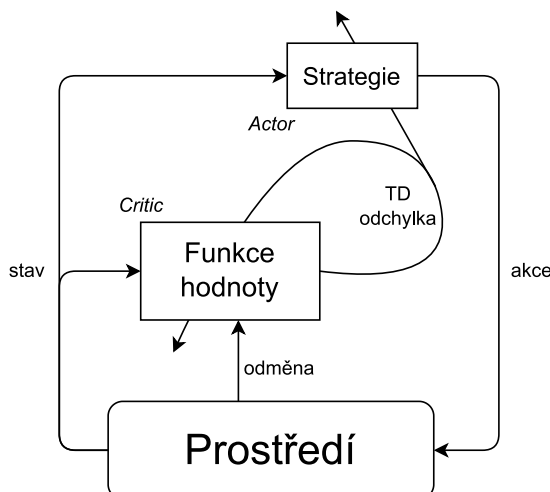 Strategie
Actor
TD
odchylka
Critic
Funkce
hodnoty
stav
akce
odměna
Prostředí